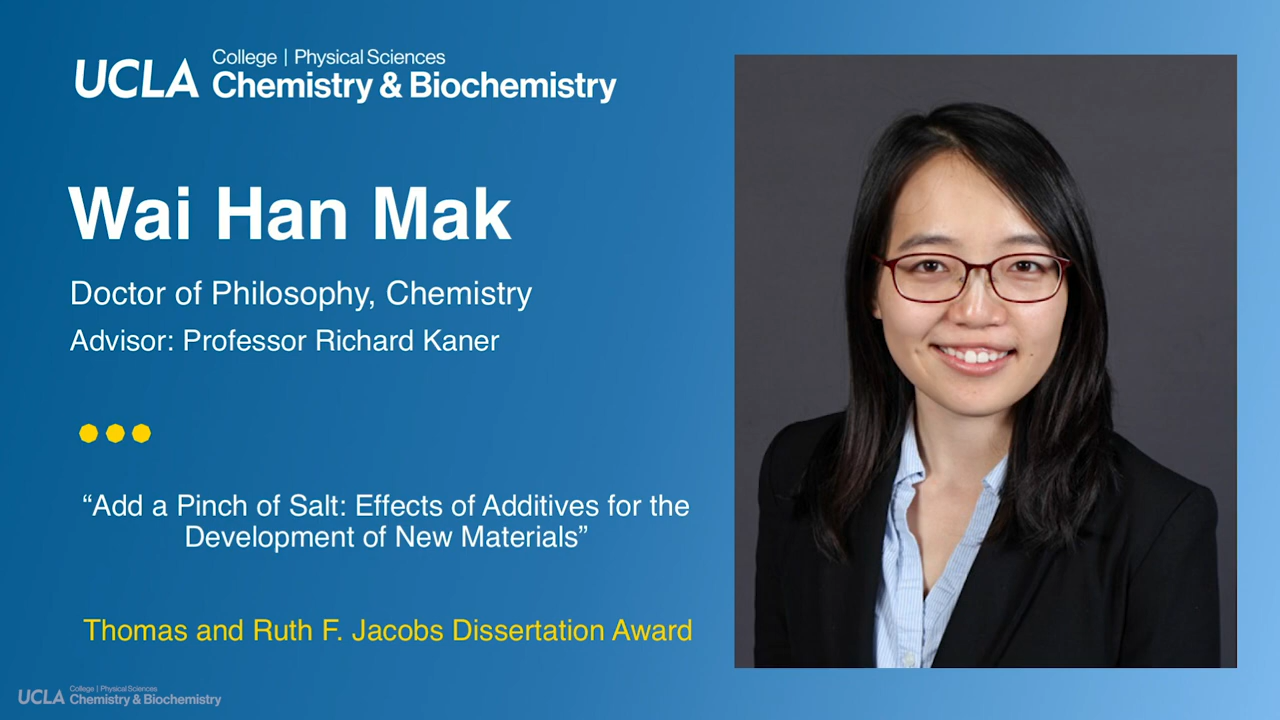 UCLA College | Physical Sciences
Chemistry & Biochemistry
Wai Han Mak
Doctor of Philosophy, Chemistry
Advisor: Professor Richard Kaner
“Add a Pinch of Salt: Effects of Additives for the
Development of New Materials”
Thomas and Ruth F. Jacobs Dissertation Award
UCLA College | Physical Sciences
Chemistry & Biochemistry